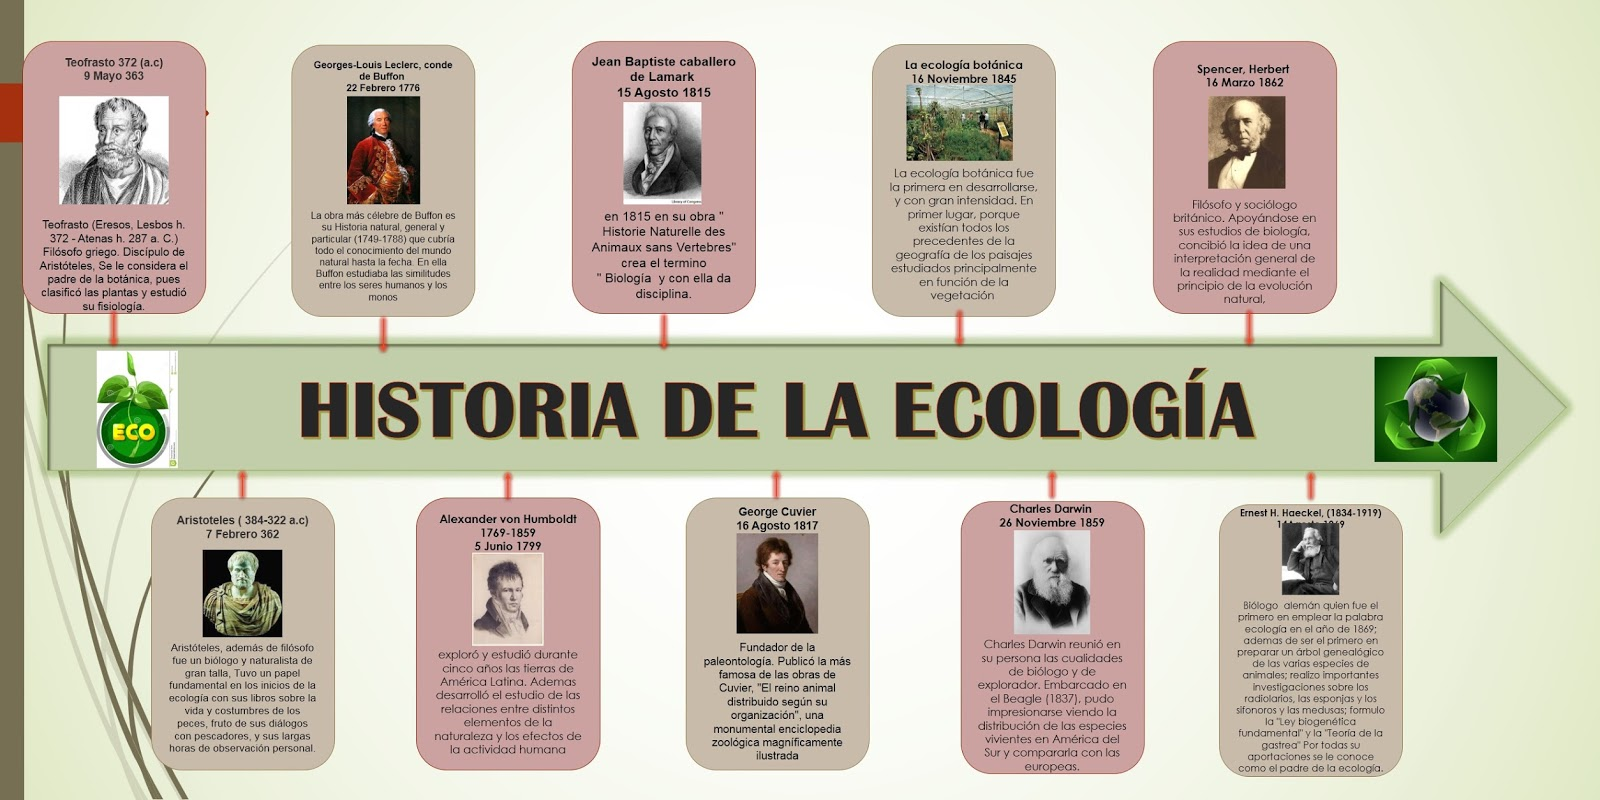 Teofrasto 372 (a.c)
9 Mayo 363
Teofrasto (Eresos, Lesbos h.
372 - Atenas h. 287 a. C.)
Filósofo griego. Discípulo de
Aristóteles, Se le considera el
padre de la botánica, pues
clasificó las plantas y estudió
su fisiología.
Georges-Louis Leclerc, conde
de Buffon
22 Febrero 1776
La obra más célebre de Buffon es
su Historia natural, general y
particular (1749-1788) que cubría
todo el conocimiento del mundo
natural hasta la fecha. En ella
Buffon estudiaba las similitudes
entre los seres humanos y los
monos
Jean Baptiste caballero
de Lamark
15 Agosto 1815
Library of Congress
en 1815 en su obra "
Historie Naturelle des
Animaux sans Vertebres"
crea el termino
" Biología  y con ella da
disciplina.
La ecología botánica
16 Noviembre 1845
La ecología botánica fue
la primera en desarrollarse,
y con gran intensidad. En
primer lugar, porque
existían todos los
precedentes de la
geografía de los paisajes
estudiados principalmente
en función de la
vegetación
Spencer, Herbert
16 Marzo 1862
Filósofo y sociólogo
británico. Apoyándose en
sus estudios de biología,
concibió la idea de una
interpretación general de
la realidad mediante el
principio de la evolución
natural,
ECO
HISTORIA DE LA ECOLOGÍA
Aristoteles ( 384-322 a.c)
7 Febrero 362
Aristóteles, además de filósofo
fue un biólogo y naturalista de
gran talla, Tuvo un papel
fundamental en los inicios de la
ecología con sus libros sobre la
vida y costumbres de los
peces, fruto de sus diálogos
con pescadores, y sus largas
horas de observación personal.
Alexander von Humboldt
1769-1859
5 Junio 1799
exploró y estudió durante
cinco años las tierras de
América Latina. Ademas
desarrolló el estudio de las
relaciones entre distintos
elementos de la
naturaleza y los efectos de
la actividad humana
George Cuvier
16 Agosto 1817
Fundador de la
paleontología. Publicó la más
famosa de las obras de
Cuvier, "El reino animal
distribuido según su
organización", una
monumental enciclopedia
zoológica magníficamente
ilustrada
Charles Darwin
26 Noviembre 1859
Charles Darwin reunió en
su persona las cualidades
de biólogo y de
explorador. Embarcado en
el Beagle (1837), pudo
impresionarse viendo la
distribución de las especies
vivientes en América del
Sur y compararla con las
europeas.
Ernest H. Haeckel, (1834-1919)
Biólogo  alemán quien fue el
primero en emplear la palabra
ecología en el año de 1869;
ademas de ser el primero en
preparar un árbol genealógico
de las varias especies de
animales; realizo importantes
investigaciones sobre los
radiolarios, las esponjas y los
sifonoros y las medusas; formulo
la "Ley biogenética
fundamental" y la "Teoría de la
gastrea" Por todas su
aportaciones se le conoce
como el padre de la ecología.